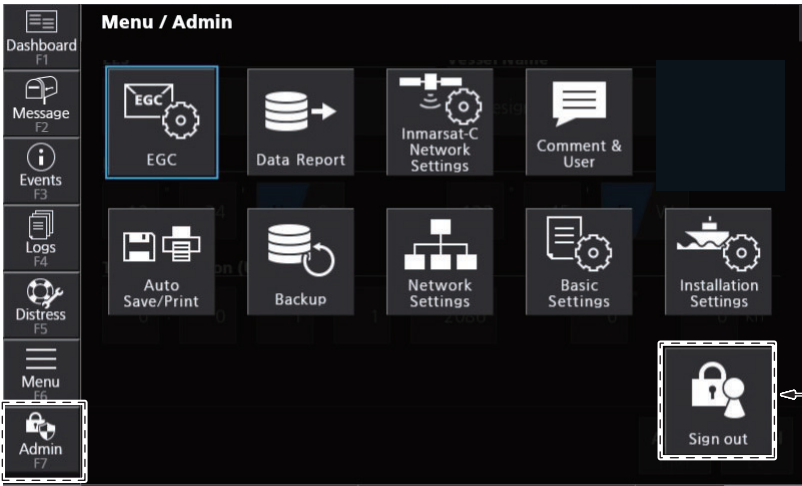 Menu / Admin
Dashboard
F1
Message
F2
Events
F3
Logs
F4
Distress
F5
Menu
F6
Admin
F7
EGC
EGC
Data Report
Inmarsat-C
Network
Settings
Comment &
User
Auto
Save/Print
Backup
Network
Settings
Basic
Settings
Installation
Settings
Sign out